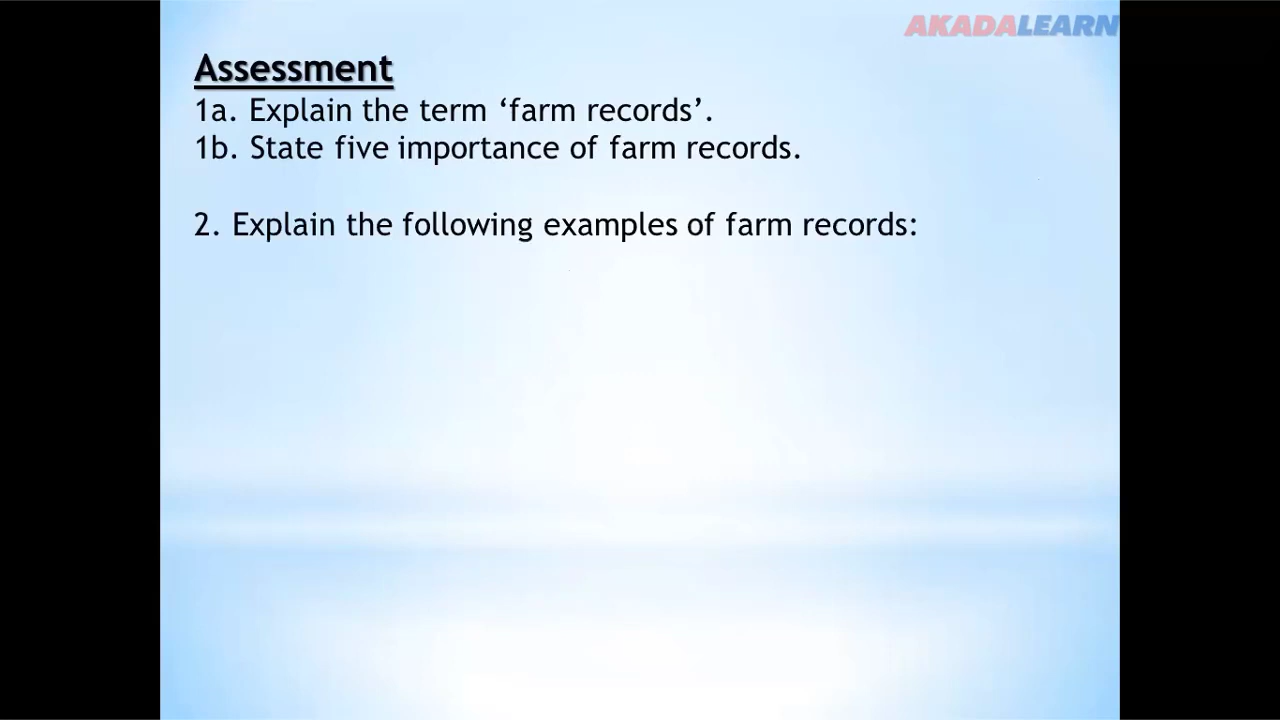 AKADALEARN
Assessment
1a. Explain the term ‘farm records’.
1b. State five importance of farm records.
2. Explain the following examples of farm records: